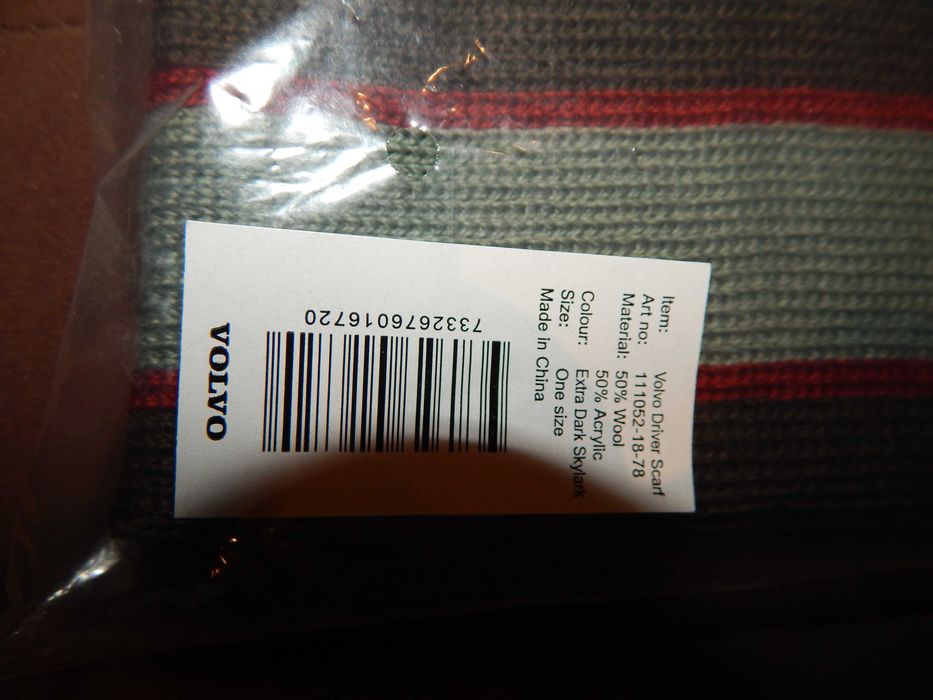 Item: Volvo Driver Scarf
Art no: 111052-18-78
Material: 50% Wool
50% Acrylic
Colour: Extra Dark Skylark
Size: One size
Made in China
7332676016720
VOLVO